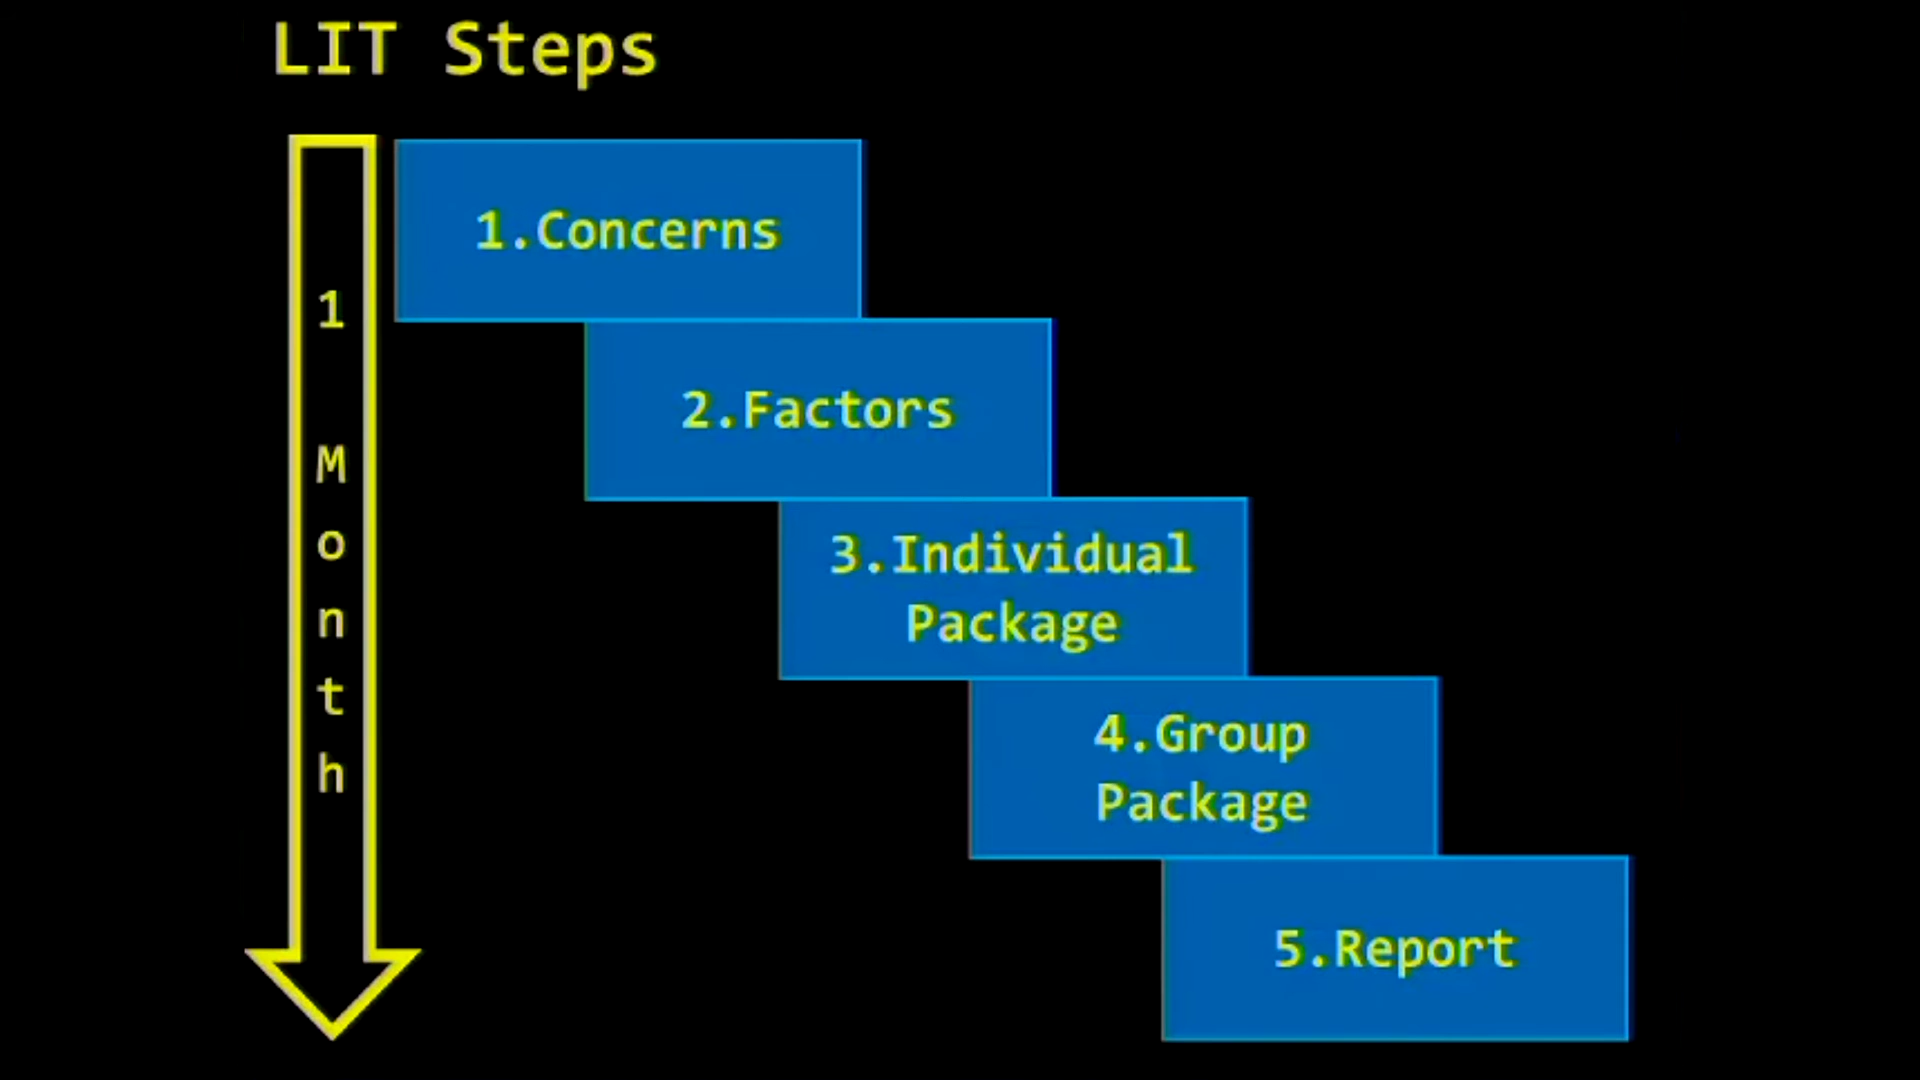 LIT Steps
1 Month
1.Concerns
2.Factors
3.Individual
Package
4.Group
Package
5.Report